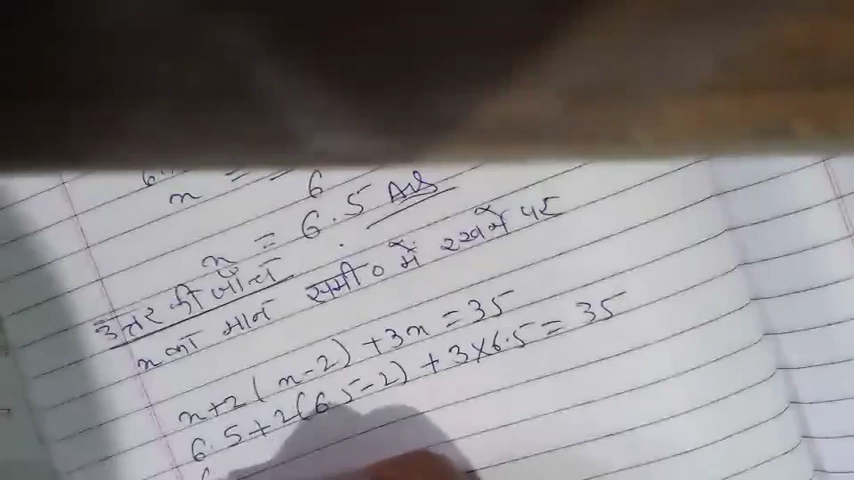 x =
6
x = 6.5 Ans
उत्तर की जाँच
x का मान समी० में रखने पर
x+2(x-2)+3x=35
6.5+2(6.5-2)+3×6.5=35